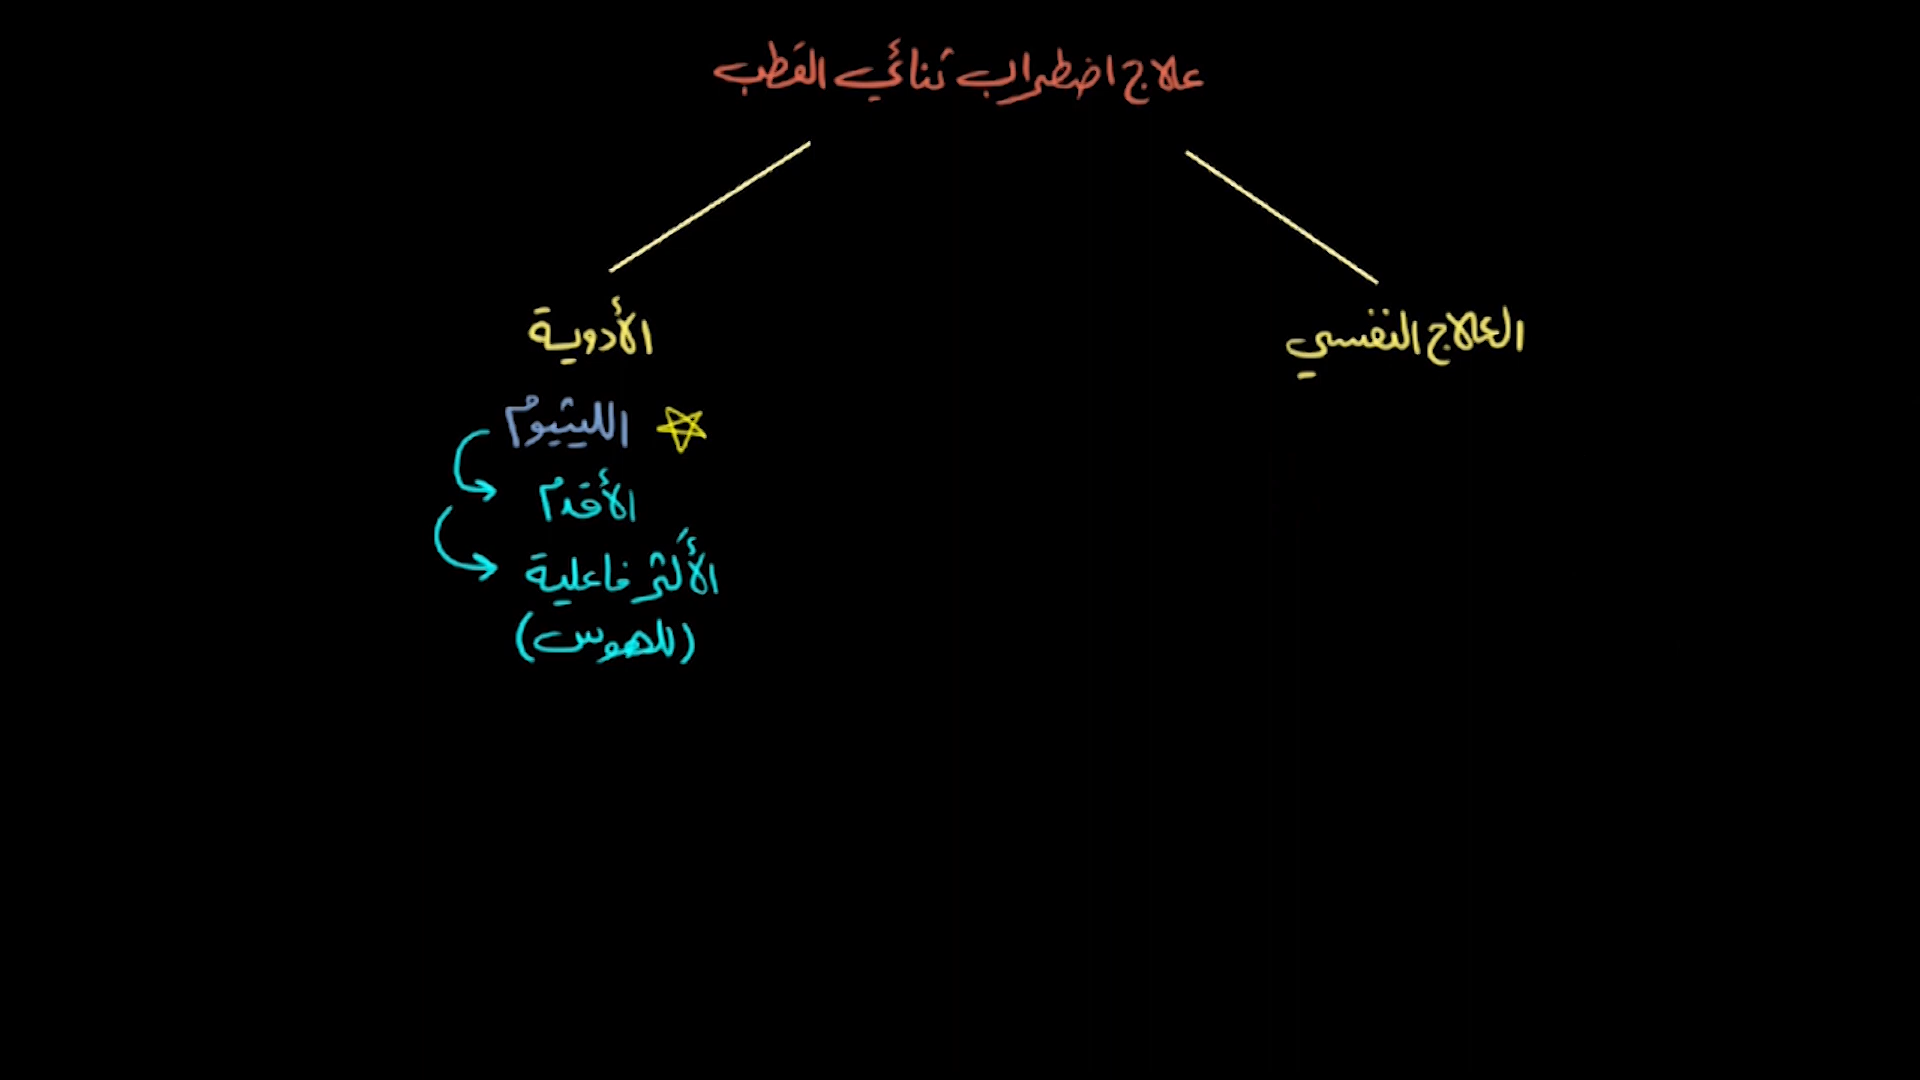 علاج اضطراب ثنائي القطب
العلاج النفسي
الأدوية
الليثيوم
الأقدم
الأكثر فاعلية
(للهوس)